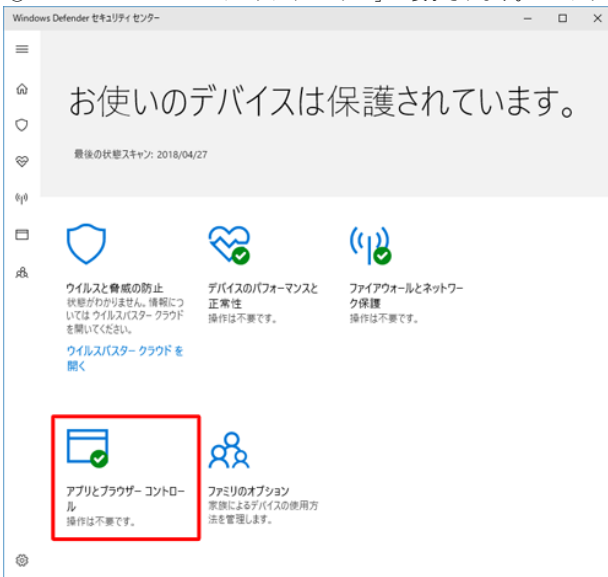 Windows Defender セキュリティ センター
お使いのデバイスは保護されています。
最後の状態スキャン: 2018/04/27
ウイルスと脅威の防止
状態がわかりません。情報につ
いては ウイルスバスター クラウド
を開いてください。
ウイルスバスター クラウド を
開く
デバイスのパフォーマンスと
正常性
操作は不要です。
ファイアウォールとネットワー
ク保護
操作は不要です。
アプリとブラウザー コントロー
ル
操作は不要です。
ファミリのオプション
家族によるデバイスの使用方
法を管理します。